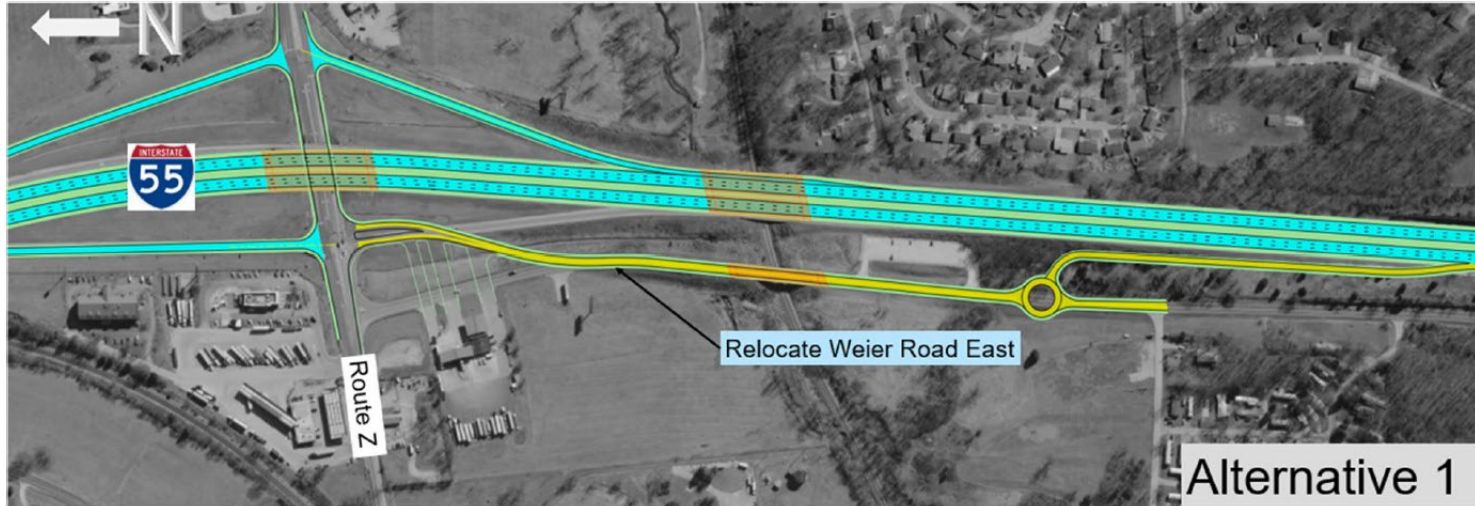 N
INTERSTATE
55
Relocate Weier Road East
Route Z
Alternative 1